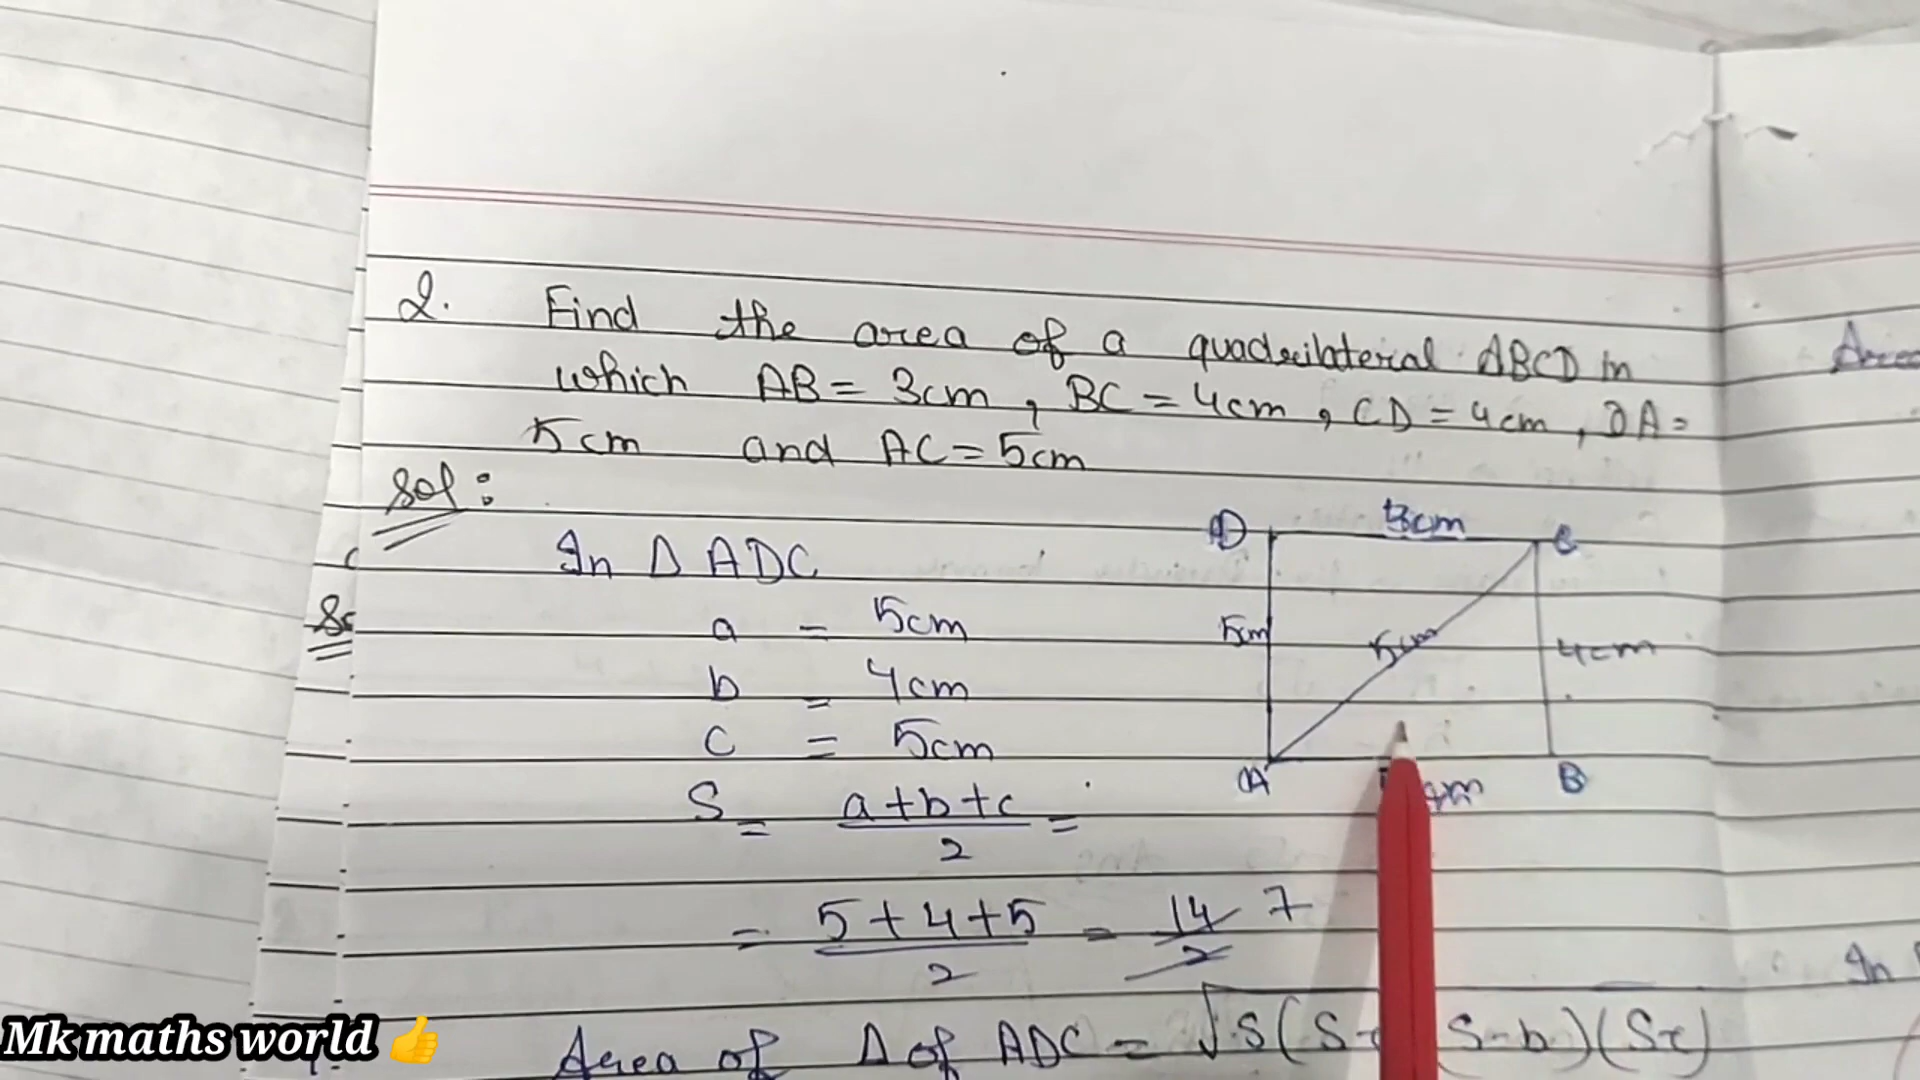 2. Find the area of a quadrilateral ABCD in
which AB = 3cm, BC = 4cm, CD = 4cm, DA =
5cm and AC = 5cm
Sol:
In Δ ADC
a = 5cm
b = 4cm
c = 5cm
S = a+b+c / 2 =
= 5+4+5 / 2 = 14 / 2 7
Area of Δ of ADC = √S(S- S-b)(S-c)
D C
5cm 5cm 4cm
A B
cm
In
Mk maths world 👍